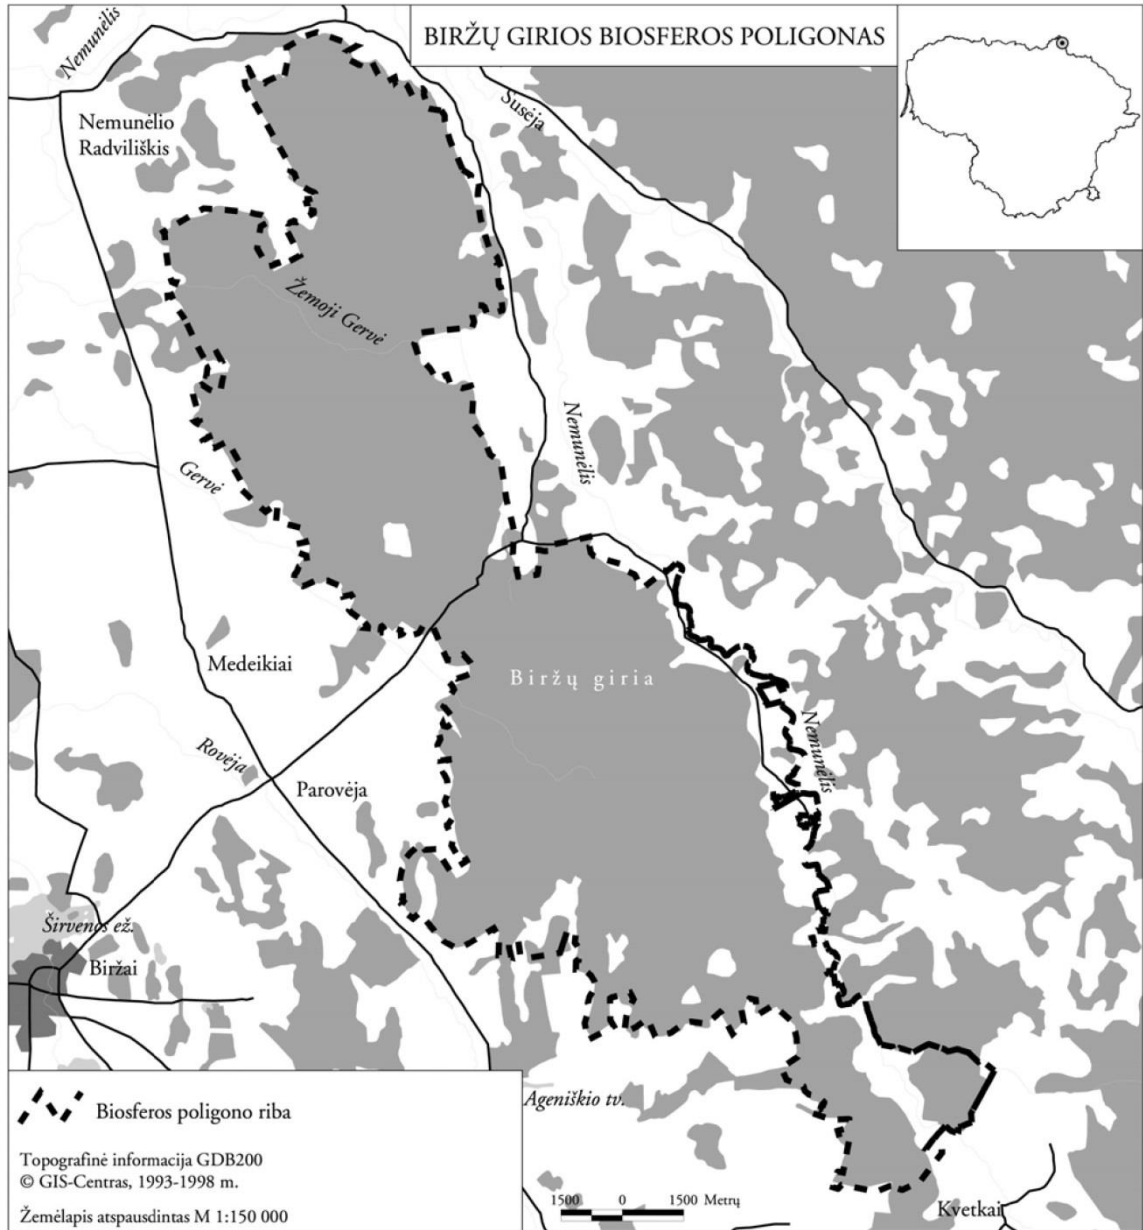 BIRŽŲ GIRIOS BIOSFEROS POLIGONAS
Nemunėlis
Susėja
Nemunėlio
Radviliškis
Žemoji Gervė
Nemunėlis
Gervė
Medeikiai
Biržų giria
Nemunėlis
Rovėja
Parovėja
Širvenos ež.
Biržai
Ageniškio tv.
Kvetkai
Biosferos poligono riba
Topografinė informacija GDB200
© GIS-Centras, 1993-1998 m.
Žemėlapis atspausdintas M 1:150 000
1500 0 1500 Metrų